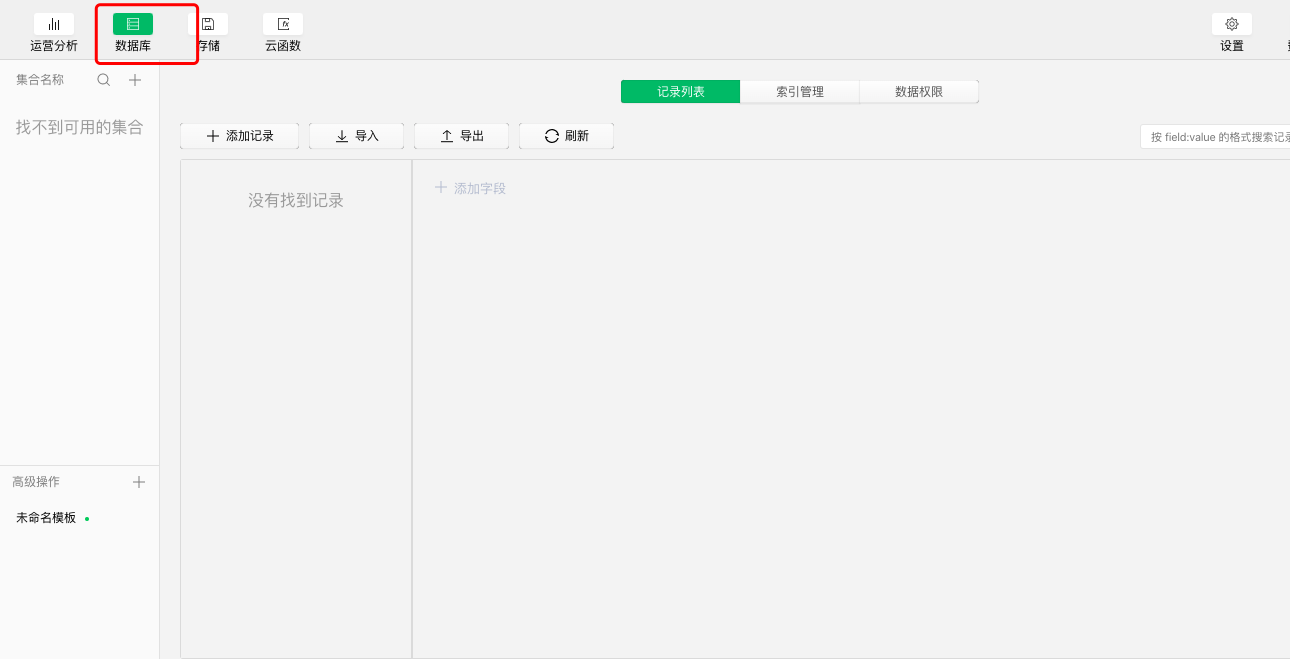 运营分析
数据库
存储
云函数
设置
集合名称
找不到可用的集合
记录列表
索引管理
数据权限
添加记录
导入
导出
刷新
按 field:value 的格式搜索记录
没有找到记录
添加字段
高级操作
未命名模板